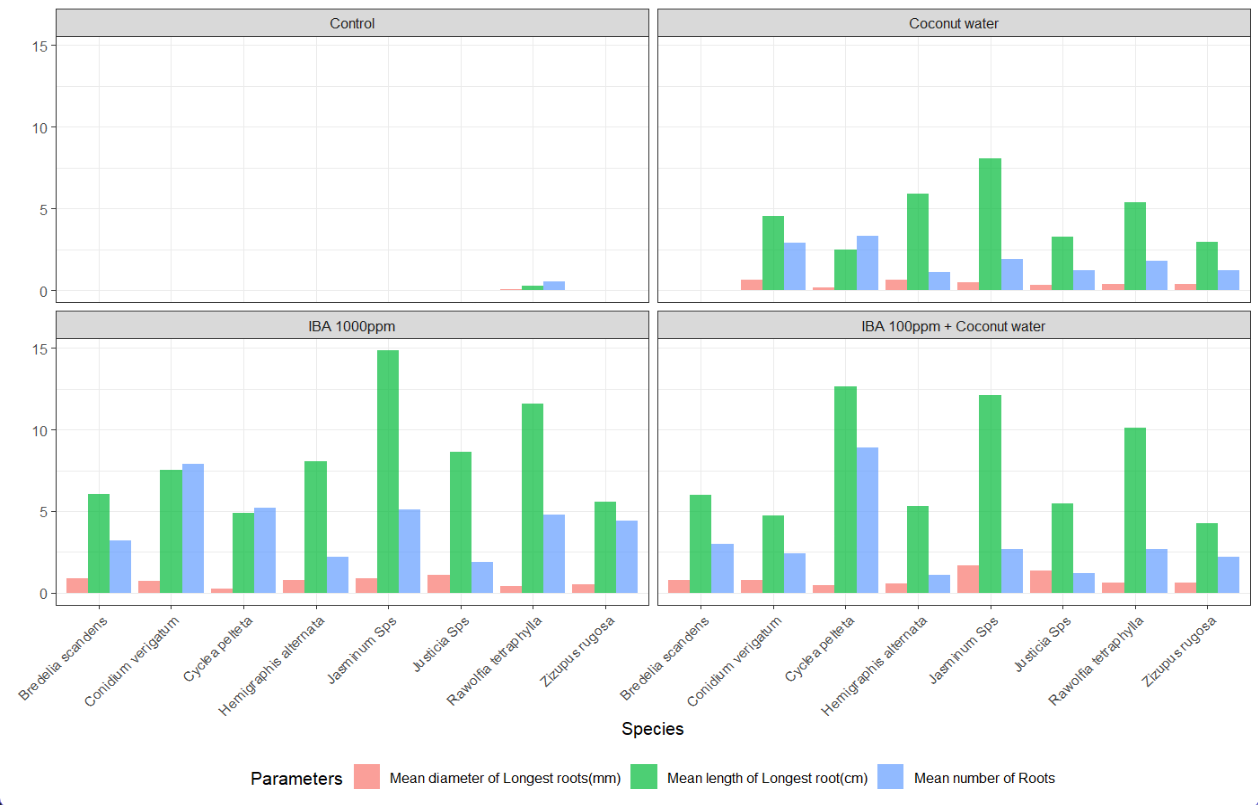 Control
Coconut water
15
10
5
0
IBA 1000ppm
IBA 100ppm + Coconut water
15
10
5
0
Bredelia scandens
Conidium verigatum
Cyclea pelteta
Hemigraphis alternata
Jasminum Sps
Justicia Sps
Rawolfia tetraphylla
Zizupus rugosa
Bredelia scandens
Conidium verigatum
Cyclea pelteta
Hemigraphis alternata
Jasminum Sps
Justicia Sps
Rawolfia tetraphylla
Zizupus rugosa
Species
Parameters Mean diameter of Longest roots(mm) Mean length of Longest root(cm) Mean number of Roots